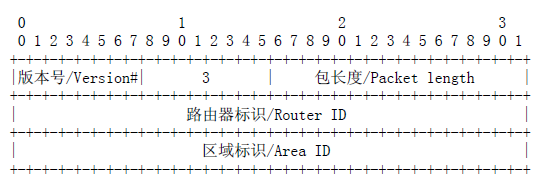 0 1 2 3
0 1 2 3 4 5 6 7 8 9 0 1 2 3 4 5 6 7 8 9 0 1 2 3 4 5 6 7 8 9 0 1
+-+-+-+-+-+-+-+-+-+-+-+-+-+-+-+-+-+-+-+-+-+-+-+-+-+-+-+-+-+-+-+-+
|版本号/Version#| 3 | 包长度/Packet length |
+-+-+-+-+-+-+-+-+-+-+-+-+-+-+-+-+-+-+-+-+-+-+-+-+-+-+-+-+-+-+-+-+
| 路由器标识/Router ID |
+-+-+-+-+-+-+-+-+-+-+-+-+-+-+-+-+-+-+-+-+-+-+-+-+-+-+-+-+-+-+-+-+
| 区域标识/Area ID |
+-+-+-+-+-+-+-+-+-+-+-+-+-+-+-+-+-+-+-+-+-+-+-+-+-+-+-+-+-+-+-+-+